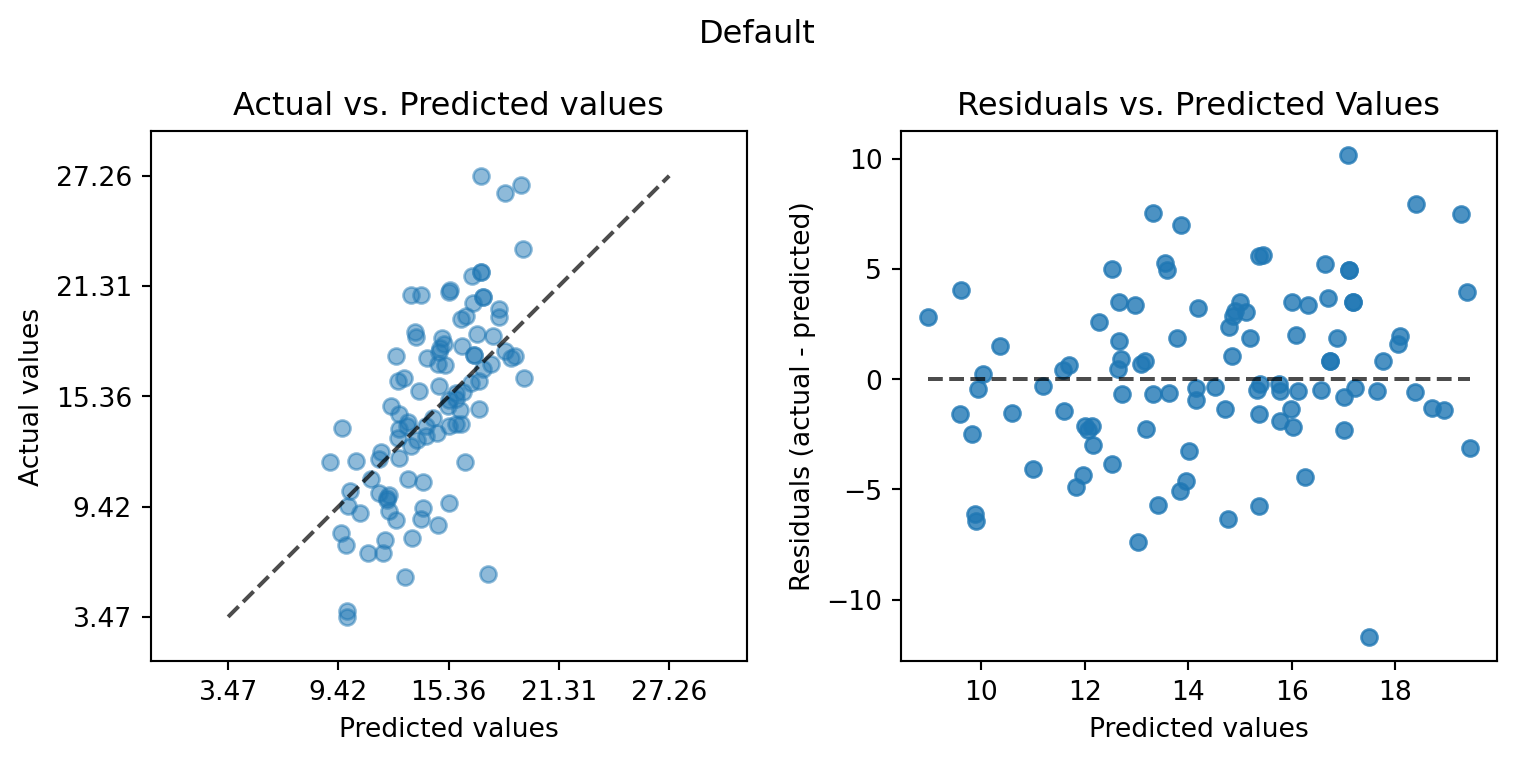 Default
Actual vs. Predicted values
27.26
21.31
15.36
9.42
3.47
Actual values
3.47 9.42 15.36 21.31 27.26
Predicted values
Residuals vs. Predicted Values
10
5
0
−5
−10
Residuals (actual - predicted)
10 12 14 16 18
Predicted values